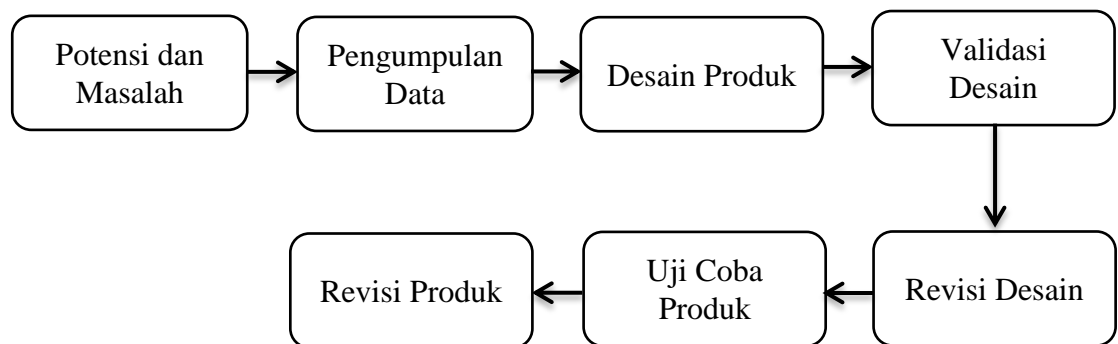 Potensi dan
Masalah
Pengumpulan
Data
Desain Produk
Validasi
Desain
Revisi Desain
Uji Coba
Produk
Revisi Produk